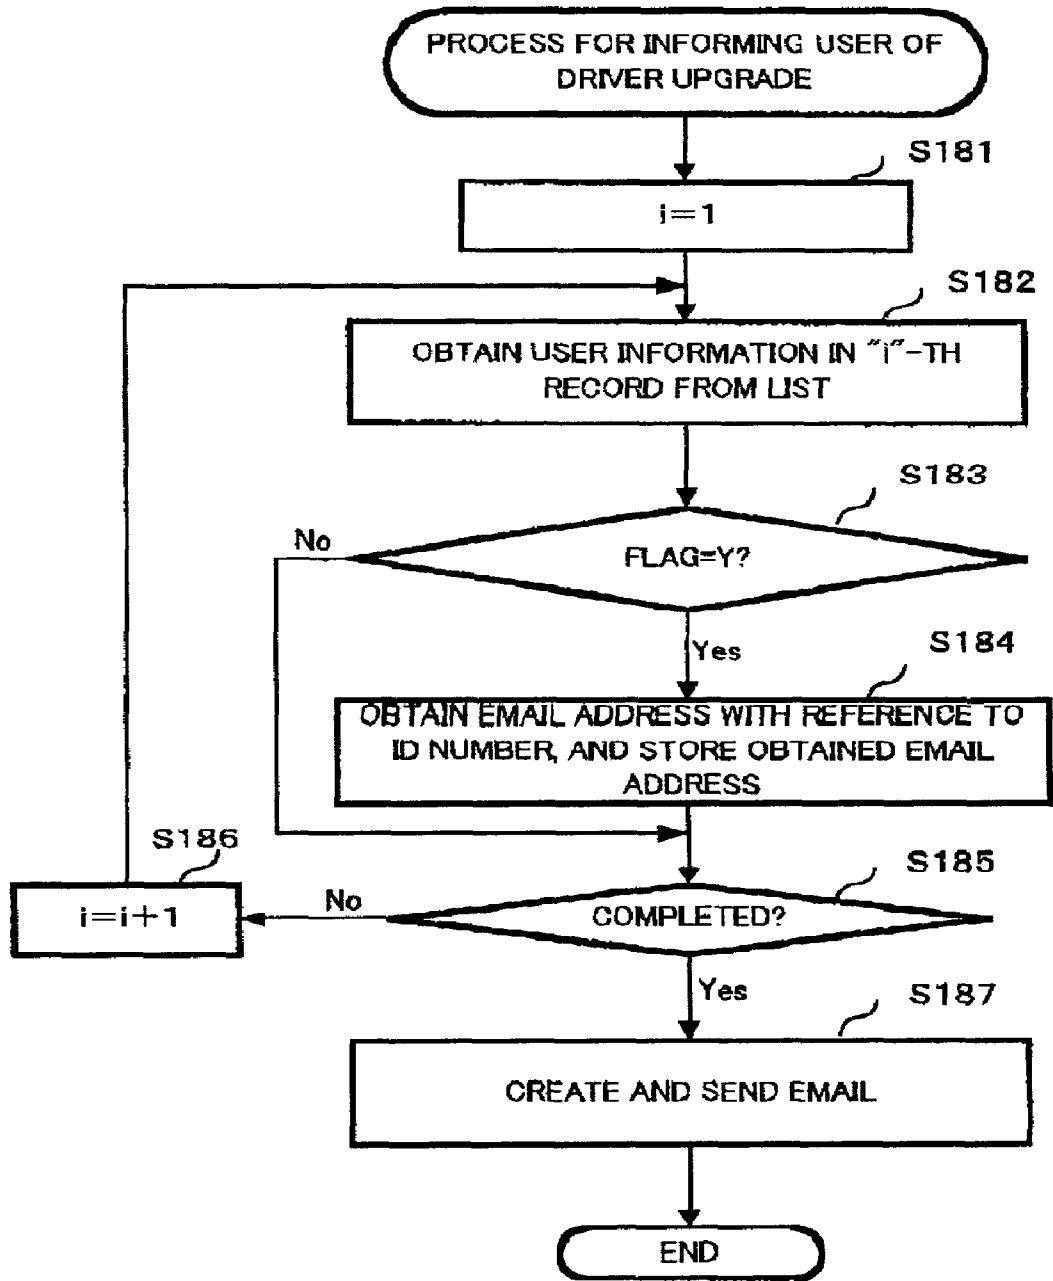 PROCESS FOR INFORMING USER OF
DRIVER UPGRADE
S181
i=1
S182
OBTAIN USER INFORMATION IN "i"-TH
RECORD FROM LIST
S183
No
FLAG=Y?
Yes
S184
OBTAIN EMAIL ADDRESS WITH REFERENCE TO
ID NUMBER, AND STORE OBTAINED EMAIL
ADDRESS
S186
S185
i=i+1
No
COMPLETED?
Yes
S187
CREATE AND SEND EMAIL
END